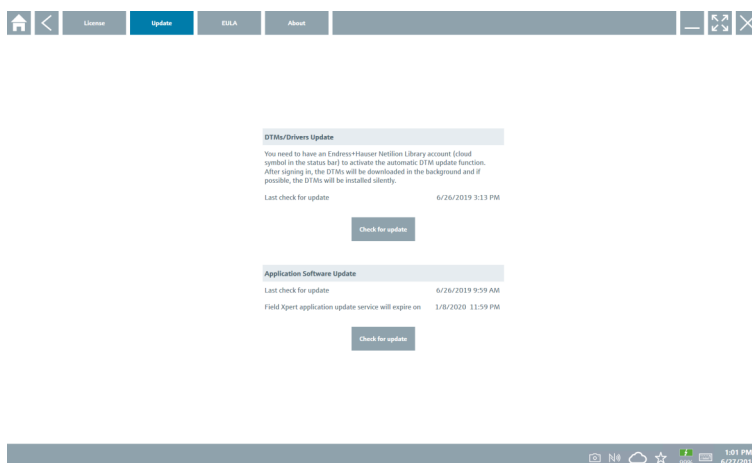 License Update EULA About
DTMs/Drivers Update
You need to have an Endress+Hauser Netilion Library account (cloud
symbol in the status bar) to activate the automatic DTM update function.
After signing in, the DTMs will be downloaded in the background and if
possible, the DTMs will be installed silently.
Last check for update 6/26/2019 3:13 PM
Check for update
Application Software Update
Last check for update 6/26/2019 9:59 AM
Field Xpert application update service will expire on 1/8/2020 11:59 PM
Check for update
1:01 PM